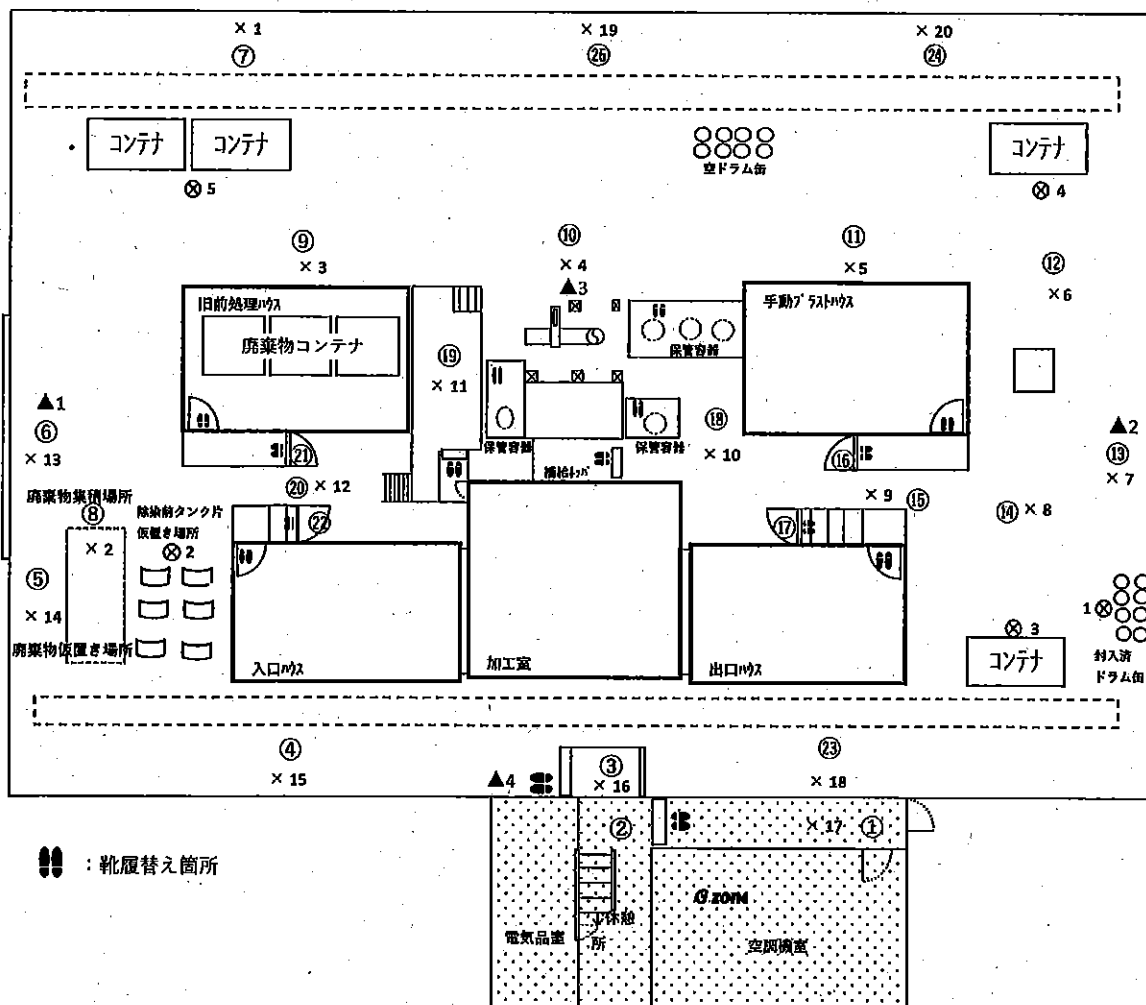 × 1
× 19
× 20
⑦
㉕
㉔
コンテナ
コンテナ
コンテナ
空ドラム缶
⊗ 5
⊗ 4
⑨
⑩
⑪
⑫
× 3
× 4
× 5
× 6
▲3
旧前処理ハウス
手動ブラストハウス
廃棄物コンテナ
保管容器
⑲
× 11
▲1
⑥
× 13
⑱
× 10
▲2
⑬
× 7
保管容器
保管容器
㉑
⑯
補給ホッパ
⑳ × 12
× 9
⑮
⑭ × 8
廃棄物集積場所
⑧
除染前タンク片
仮置き場所
× 2
⊗ 2
㉒
⑰
⑤
× 14
廃棄物仮置き場所
1 ⊗
⊗ 3
入口ハウス
加工室
出口ハウス
コンテナ
封入済
ドラム缶
④
× 15
▲4
③
× 16
㉓
× 18
②
× 17
①
:靴履替え箇所
G zone
休憩
所
電気品室
空調機室